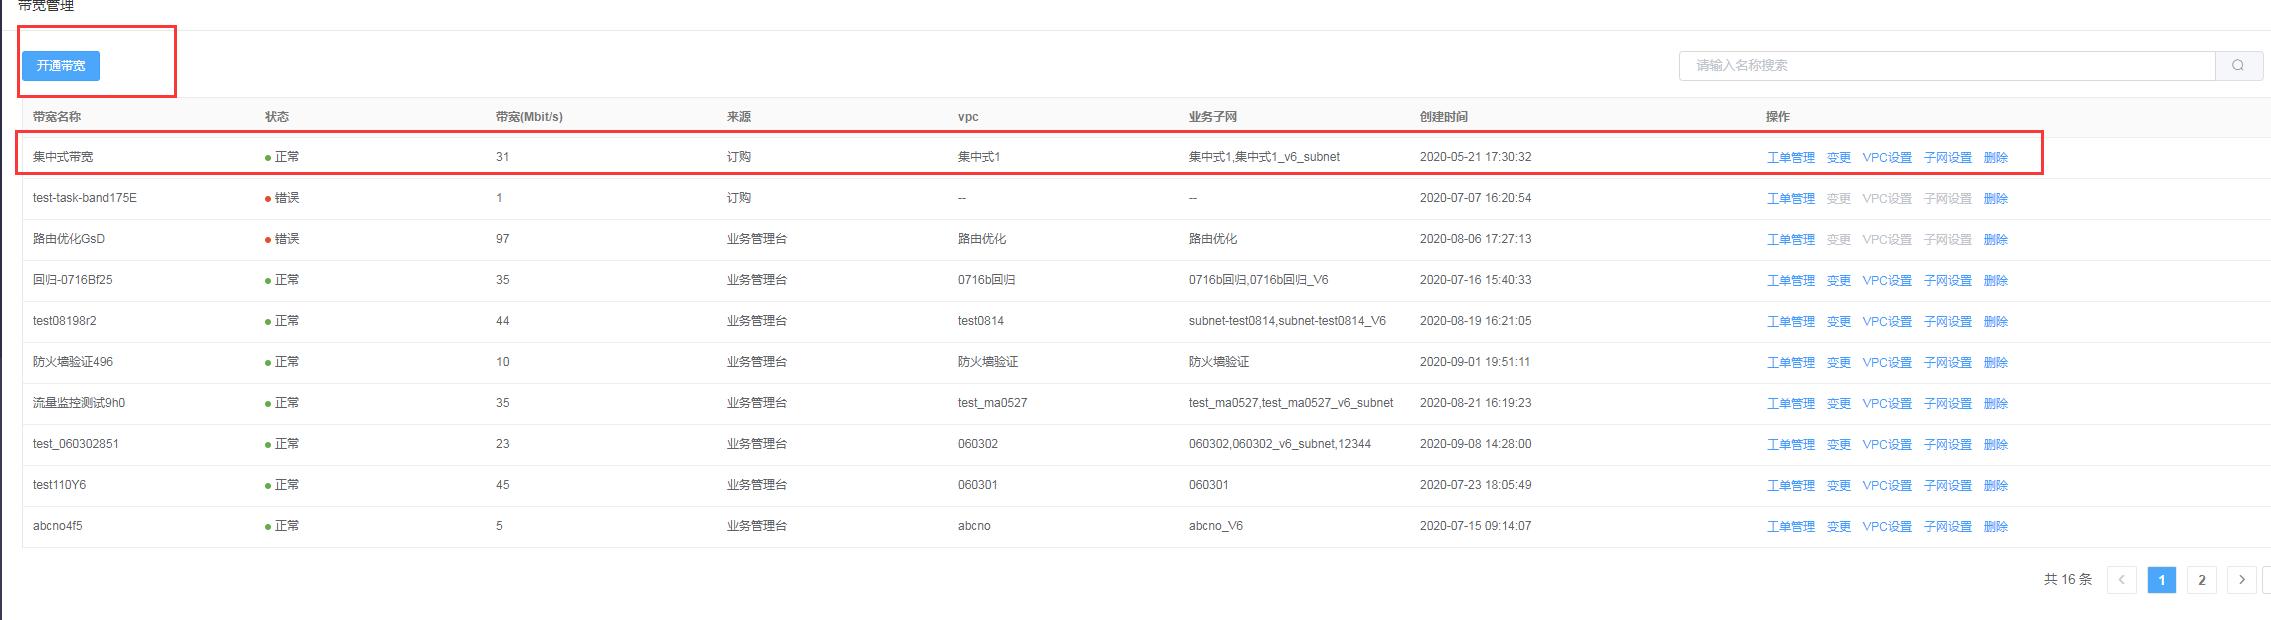 带宽管理
开通带宽
请输入名称搜索
带宽名称 状态 带宽(Mbit/s) 来源 vpc 业务子网 创建时间 操作
集中式带宽 正常 31 订购 集中式1 集中式1,集中式1_v6_subnet 2020-05-21 17:30:32 工单管理 变更 VPC设置 子网设置 删除
test-task-band175E 错误 1 订购 -- -- 2020-07-07 16:20:54 工单管理 变更 VPC设置 子网设置 删除
路由优化GsD 错误 97 业务管理台 路由优化 路由优化 2020-08-06 17:27:13 工单管理 变更 VPC设置 子网设置 删除
回归-0716Bf25 正常 35 业务管理台 0716b回归 0716b回归,0716b回归_V6 2020-07-16 15:40:33 工单管理 变更 VPC设置 子网设置 删除
test08198r2 正常 44 业务管理台 test0814 subnet-test0814,subnet-test0814_V6 2020-08-19 16:21:05 工单管理 变更 VPC设置 子网设置 删除
防火墙验证496 正常 10 业务管理台 防火墙验证 防火墙验证 2020-09-01 19:51:11 工单管理 变更 VPC设置 子网设置 删除
流量监控测试9h0 正常 35 业务管理台 test_ma0527 test_ma0527,test_ma0527_v6_subnet 2020-08-21 16:19:23 工单管理 变更 VPC设置 子网设置 删除
test_060302851 正常 23 业务管理台 060302 060302,060302_v6_subnet,12344 2020-09-08 14:28:00 工单管理 变更 VPC设置 子网设置 删除
test110Y6 正常 45 业务管理台 060301 060301 2020-07-23 18:05:49 工单管理 变更 VPC设置 子网设置 删除
abcno4f5 正常 5 业务管理台 abcno abcno_V6 2020-07-15 09:14:07 工单管理 变更 VPC设置 子网设置 删除
共 16 条 1 2